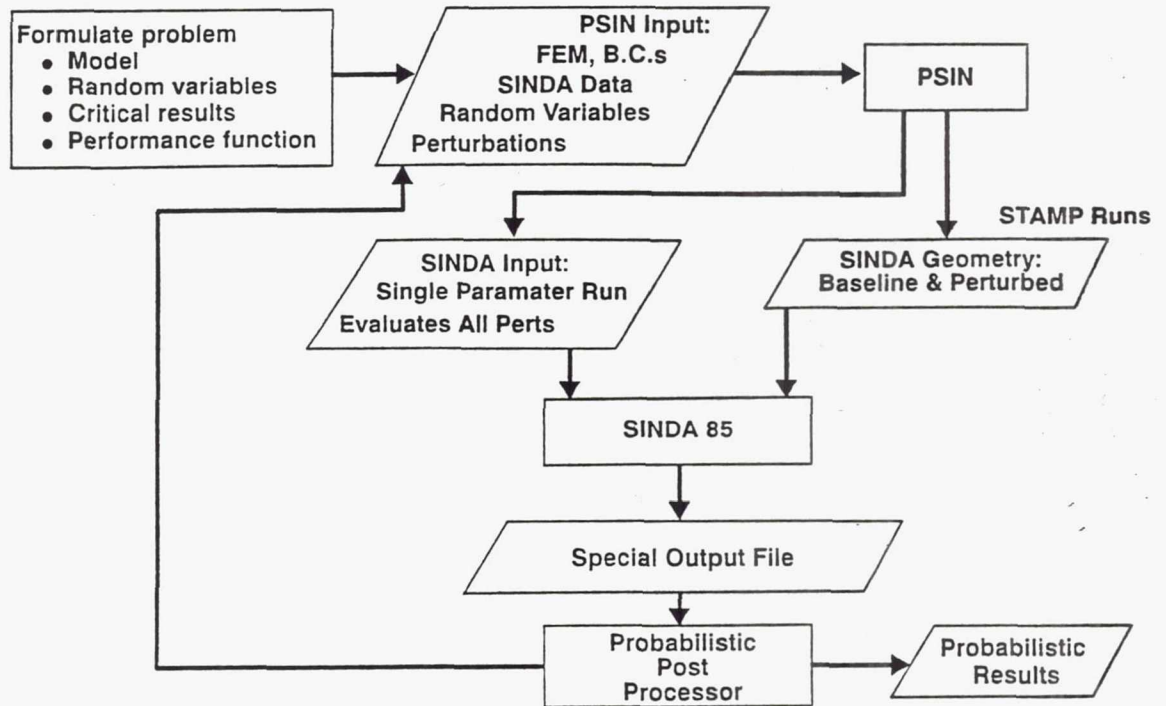 Formulate problem
• Model
• Random variables
• Critical results
• Performance function
PSIN Input:
FEM, B.C.s
SINDA Data
Random Variables
Perturbations
PSIN
STAMP Runs
SINDA Input:
Single Paramater Run
Evaluates All Perts
SINDA Geometry:
Baseline & Perturbed
SINDA 85
Special Output File
Probabilistic
Post
Processor
Probabilistic
Results